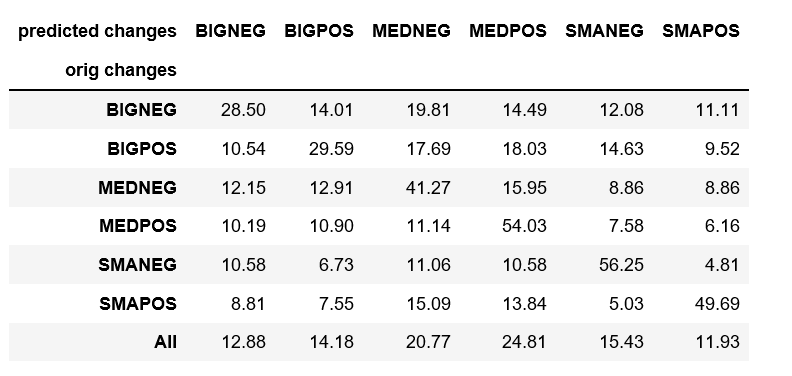 predicted changes BIGNEG BIGPOS MEDNEG MEDPOS SMANEG SMAPOS
orig changes
BIGNEG 28.50 14.01 19.81 14.49 12.08 11.11
BIGPOS 10.54 29.59 17.69 18.03 14.63 9.52
MEDNEG 12.15 12.91 41.27 15.95 8.86 8.86
MEDPOS 10.19 10.90 11.14 54.03 7.58 6.16
SMANEG 10.58 6.73 11.06 10.58 56.25 4.81
SMAPOS 8.81 7.55 15.09 13.84 5.03 49.69
All 12.88 14.18 20.77 24.81 15.43 11.93